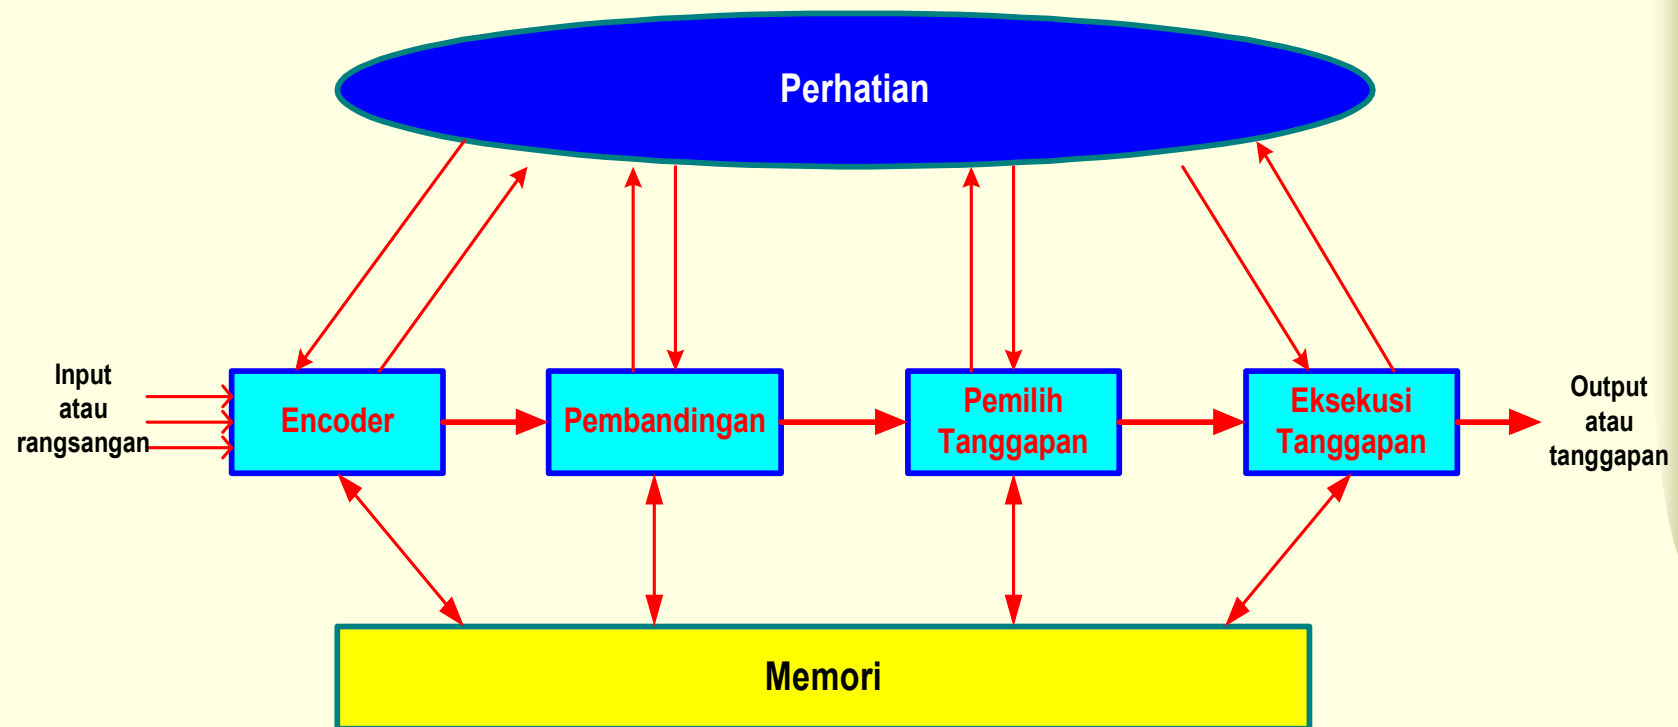 Perhatian
Input
atau
rangsangan
Encoder
Pembandingan
Pemilih
Tanggapan
Eksekusi
Tanggapan
Output
atau
tanggapan
Memori